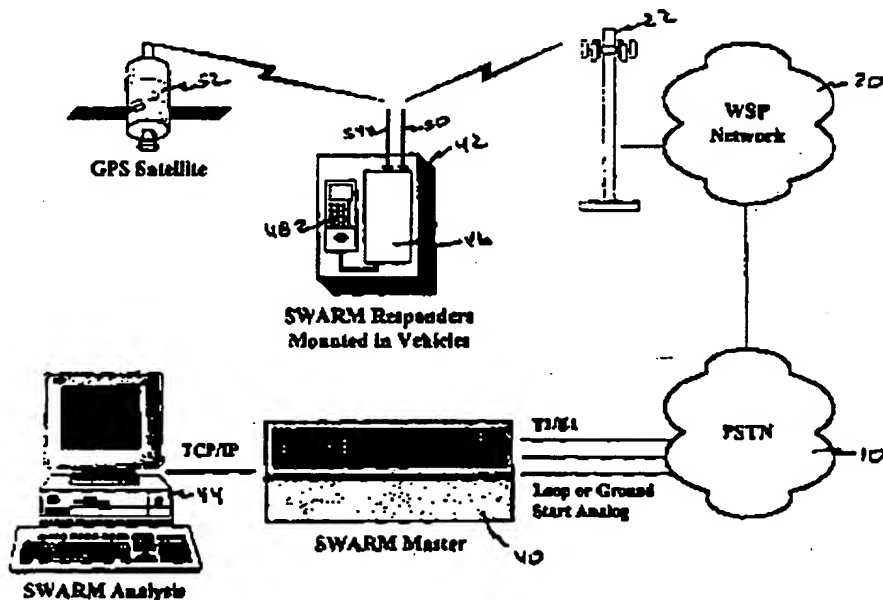 22
52
20
WSP
Network
54
50
42
GPS Satellite
482
46
SWARM Responders
Mounted in Vehicles
T1/E1
TCP/IP
PSTN
10
44
Loop or Ground
Start Analog
SWARM Master
40
SWARM Analysis